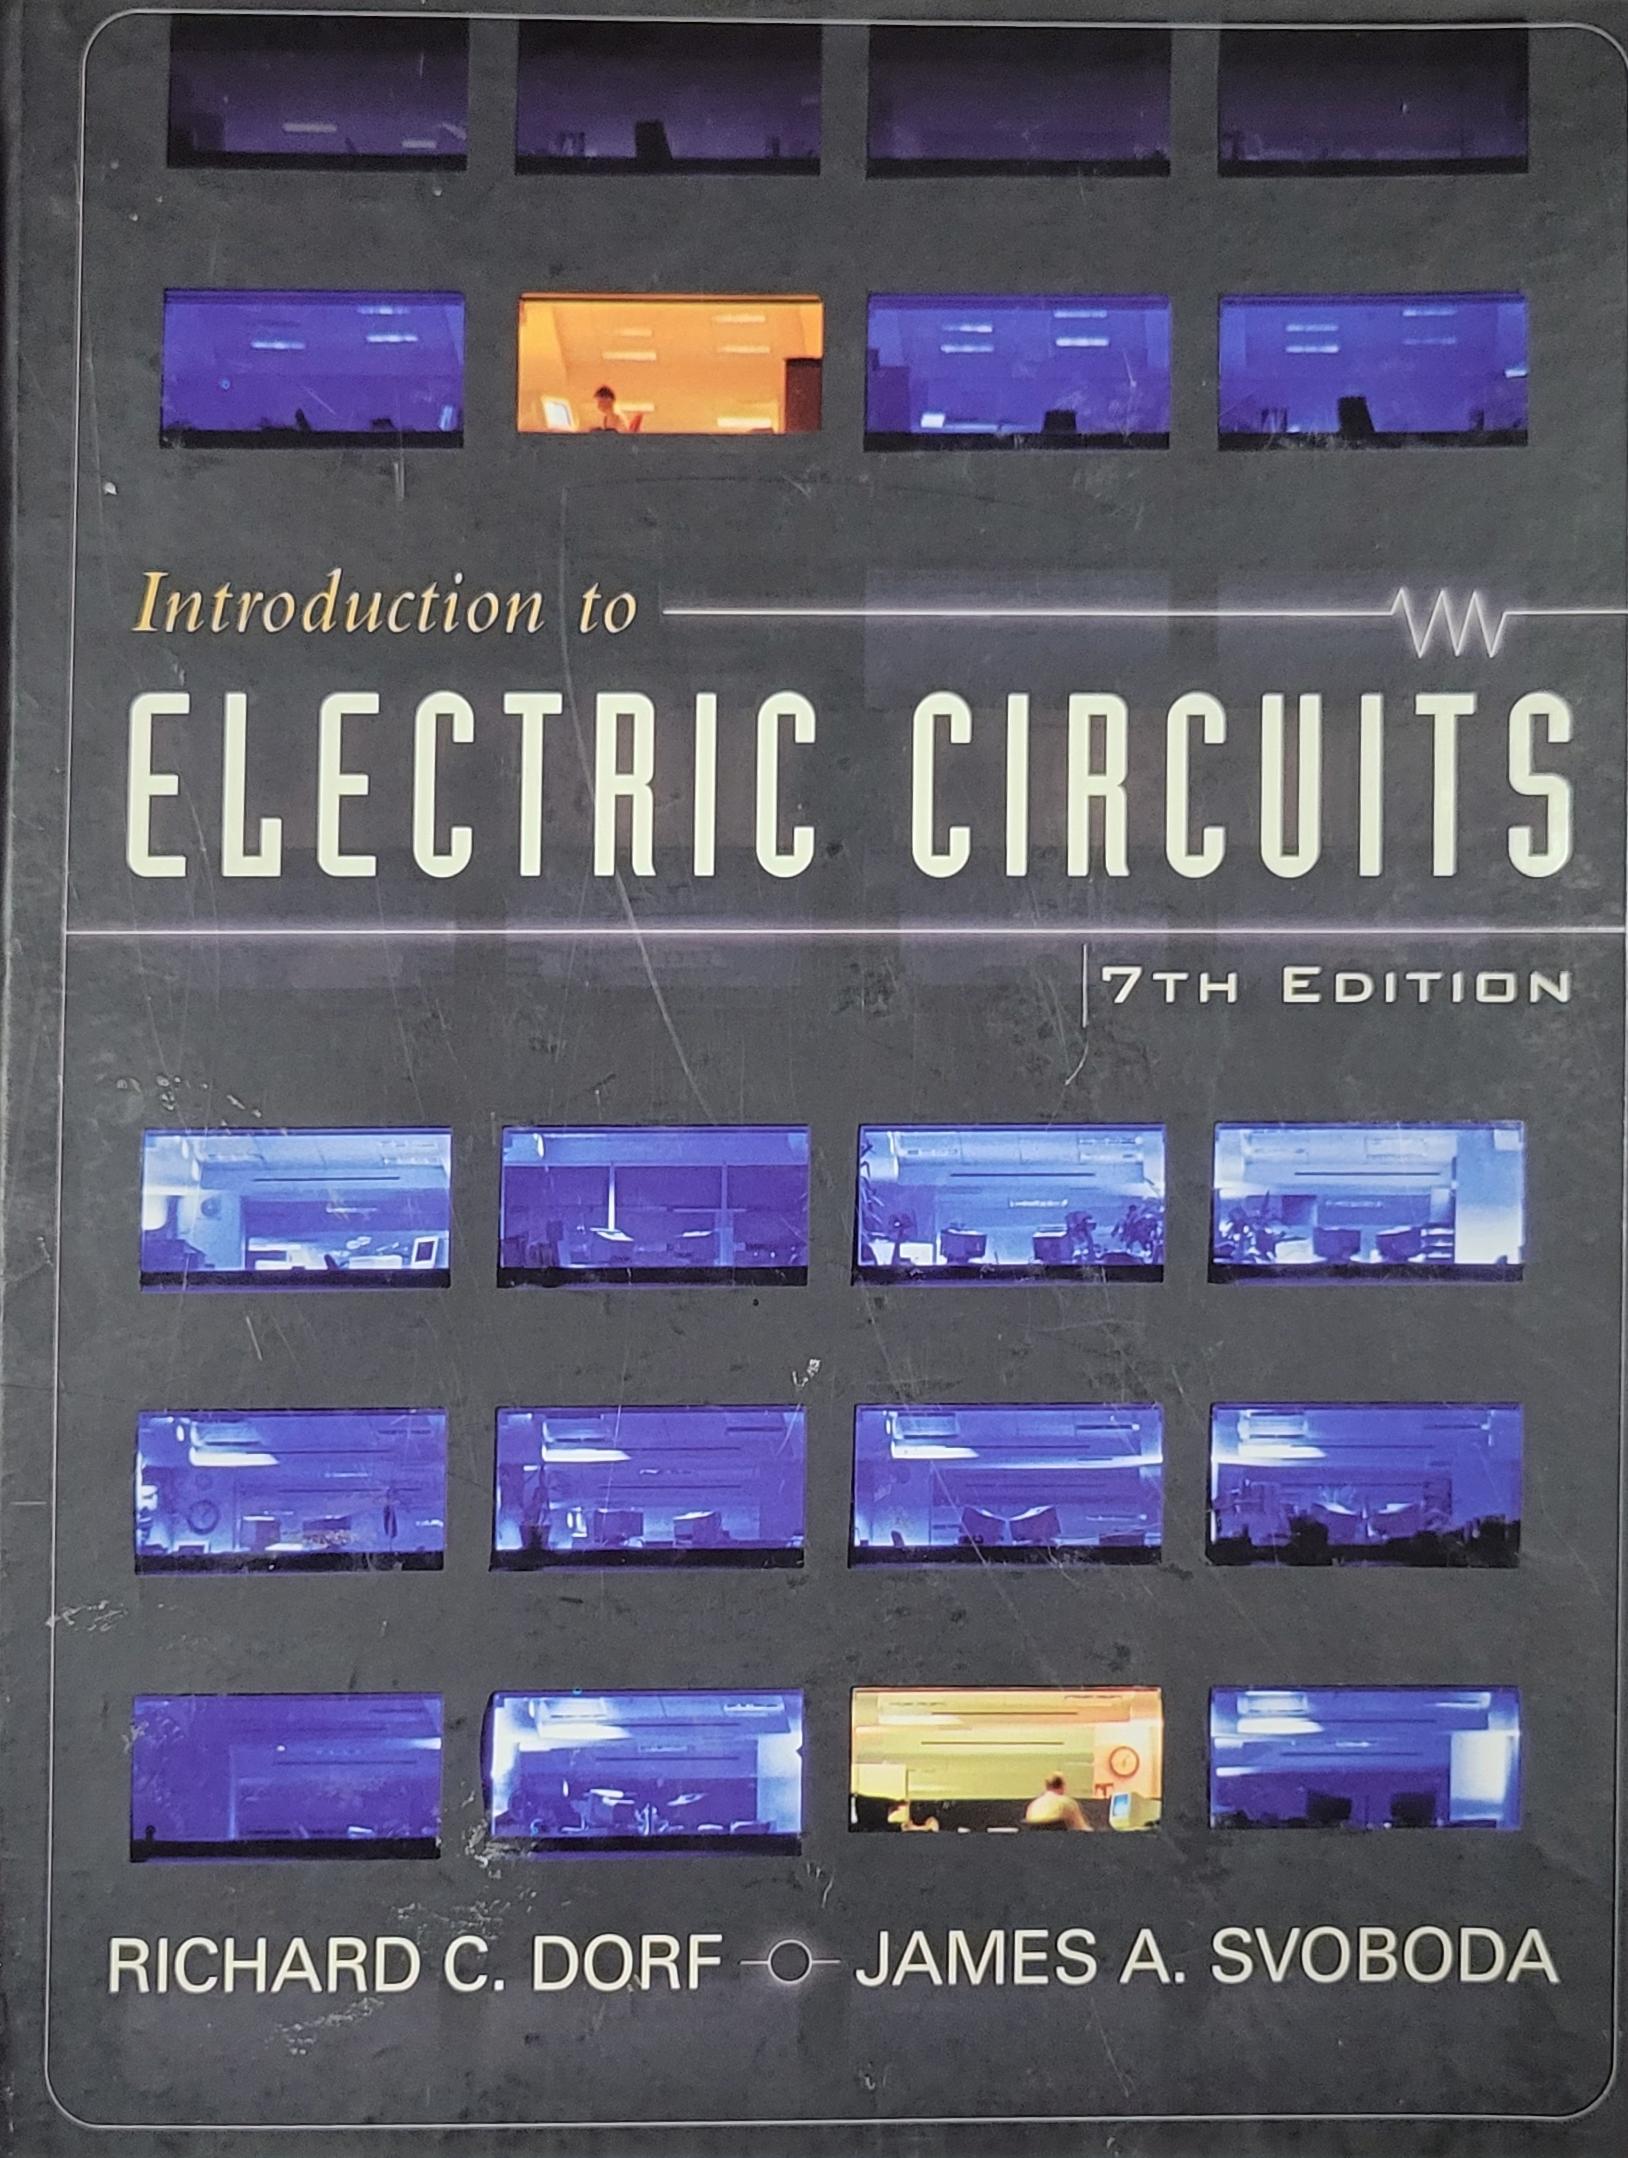 Introduction to
ELECTRIC CIRCUITS
7TH EDITION
RICHARD C. DORF JAMES A. SVOBODA